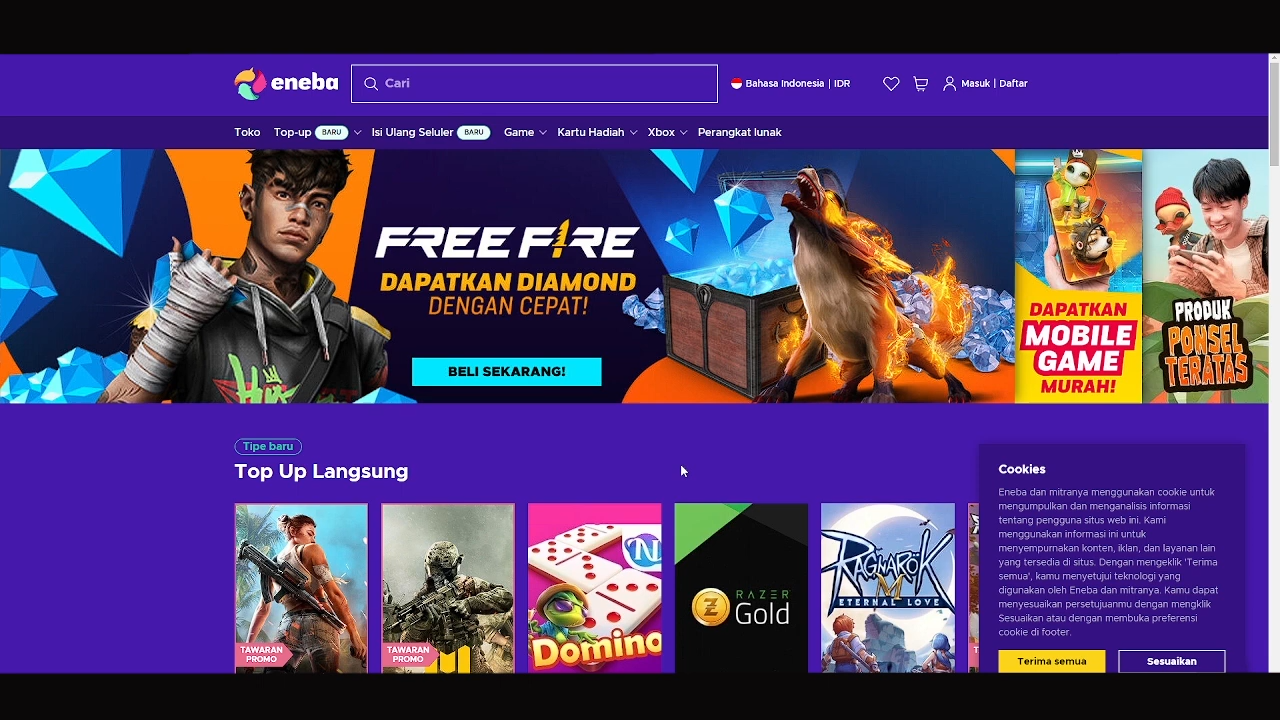 eneba
Cari
Bahasa Indonesia | IDR
Masuk | Daftar
Toko
Top-up BARU
Isi Ulang Seluler BARU
Game
Kartu Hadiah
Xbox
Perangkat lunak
FREE FIRE
DAPATKAN DIAMOND
DENGAN CEPAT!
BELI SEKARANG!
DAPATKAN
MOBILE
GAME
MURAH!
PRODUK
PONSEL
TERATAS
Tipe baru
Top Up Langsung
TAWARAN
PROMO
TAWARAN
PROMO
Domino
RAZER
Gold
RAGNAROK
M
ETERNAL LOVE
Cookies
Eneba dan mitranya menggunakan cookie untuk
mengumpulkan dan menganalisis informasi
tentang pengguna situs web ini. Kami
menggunakan informasi ini untuk
menyempurnakan konten, iklan, dan layanan lain
yang tersedia di situs. Dengan mengeklik 'Terima
semua', kamu menyetujui teknologi yang
digunakan oleh Eneba dan mitranya. Kamu dapat
menyesuaikan persetujuanmu dengan mengklik
Sesuaikan atau dengan membuka preferensi
cookie di footer.
Terima semua
Sesuaikan